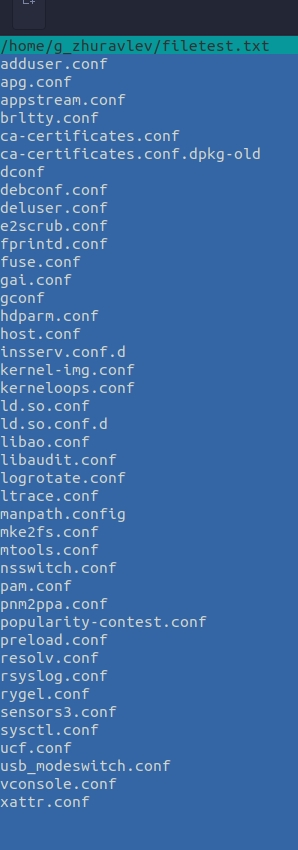 /home/g_zhuravlev/filetest.txt
adduser.conf
apg.conf
appstream.conf
brltty.conf
ca-certificates.conf
ca-certificates.conf.dpkg-old
dconf
debconf.conf
deluser.conf
e2scrub.conf
fprintd.conf
fuse.conf
gai.conf
gconf
hdparm.conf
host.conf
insserv.conf.d
kernel-img.conf
kerneloops.conf
ld.so.conf
ld.so.conf.d
libao.conf
libaudit.conf
logrotate.conf
ltrace.conf
manpath.config
mke2fs.conf
mtools.conf
nsswitch.conf
pam.conf
pnm2ppa.conf
popularity-contest.conf
preload.conf
resolv.conf
rsyslog.conf
rygel.conf
sensors3.conf
sysctl.conf
ucf.conf
usb_modeswitch.conf
vconsole.conf
xattr.conf